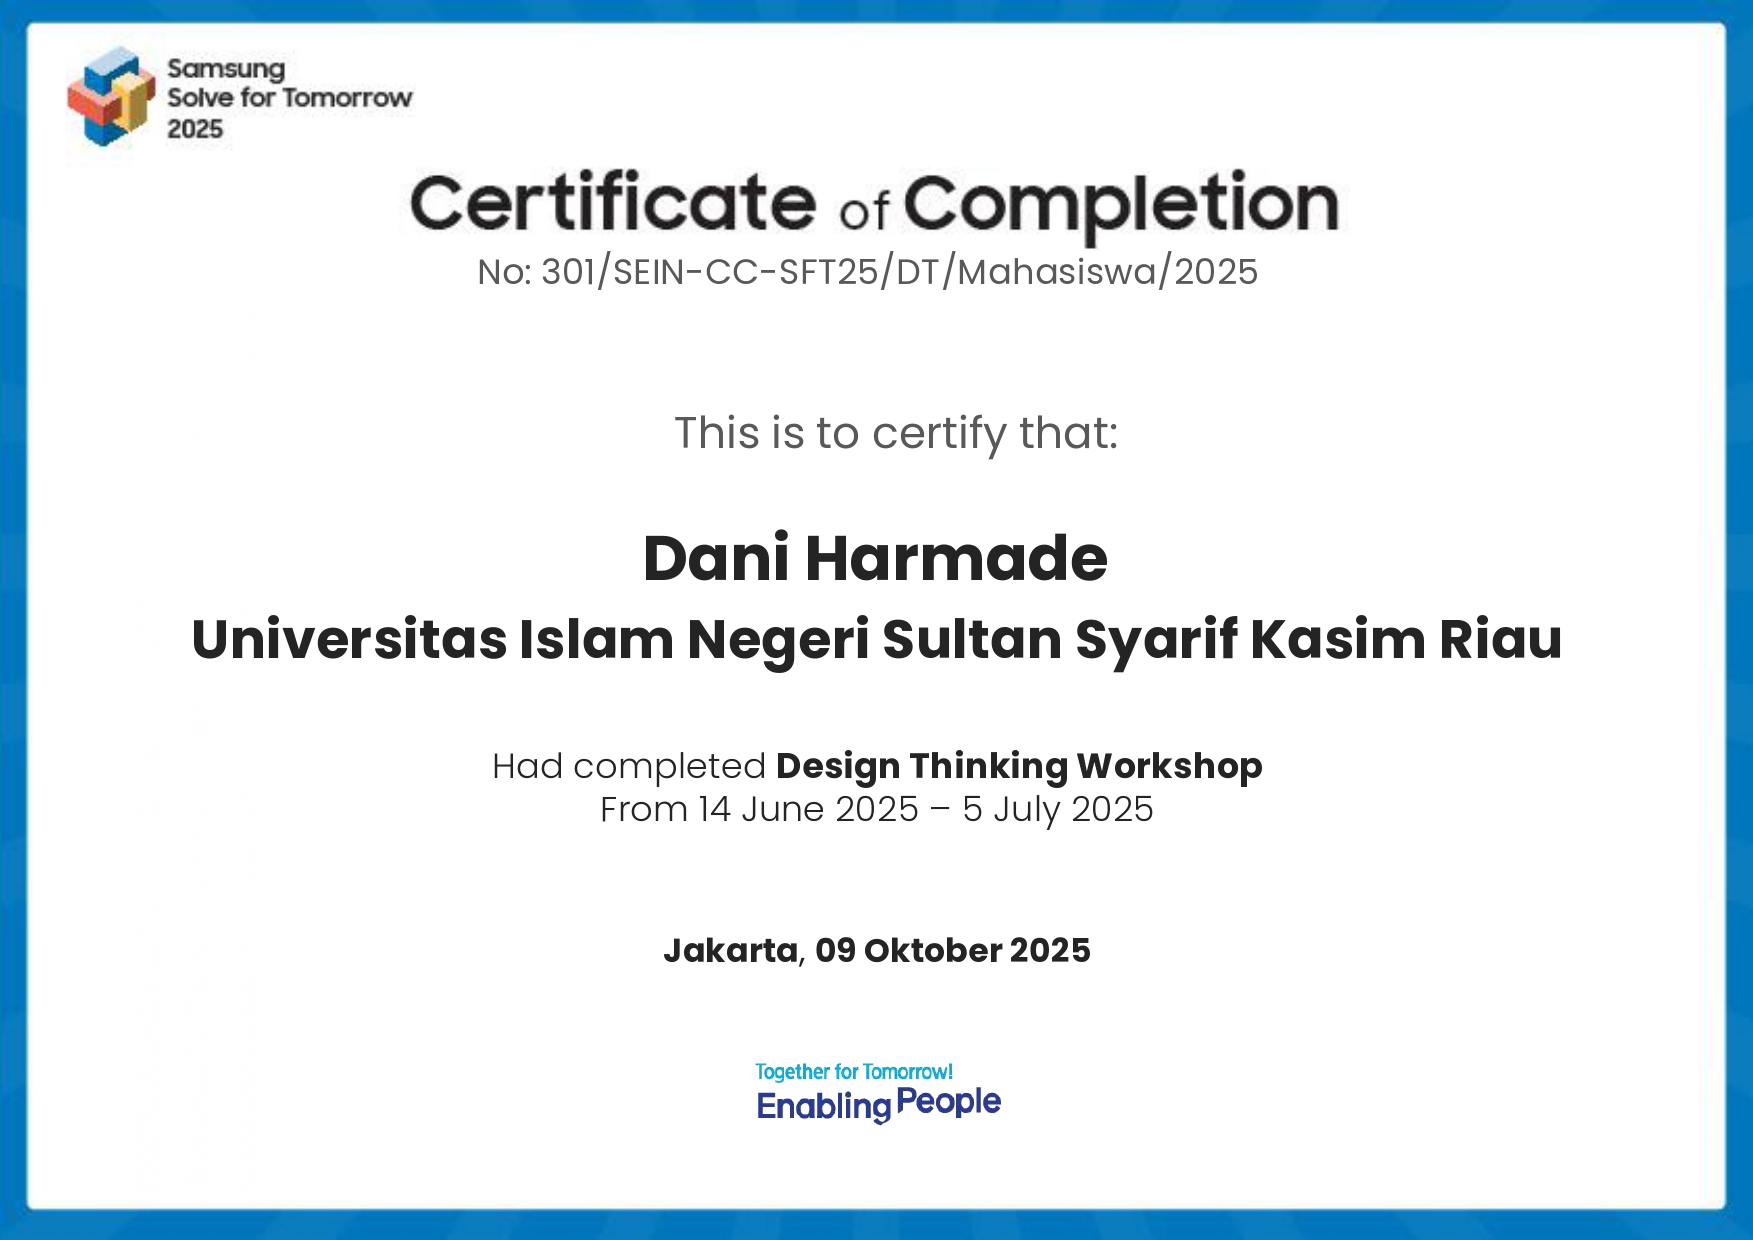 Samsung
Solve for Tomorrow
2025
Certificate of Completion
No: 301/SEIN-CC-SFT25/DT/Mahasiswa/2025
This is to certify that:
Dani Harmade
Universitas Islam Negeri Sultan Syarif Kasim Riau
Had completed Design Thinking Workshop
From 14 June 2025 – 5 July 2025
Jakarta, 09 Oktober 2025
Together for Tomorrow!
Enabling People